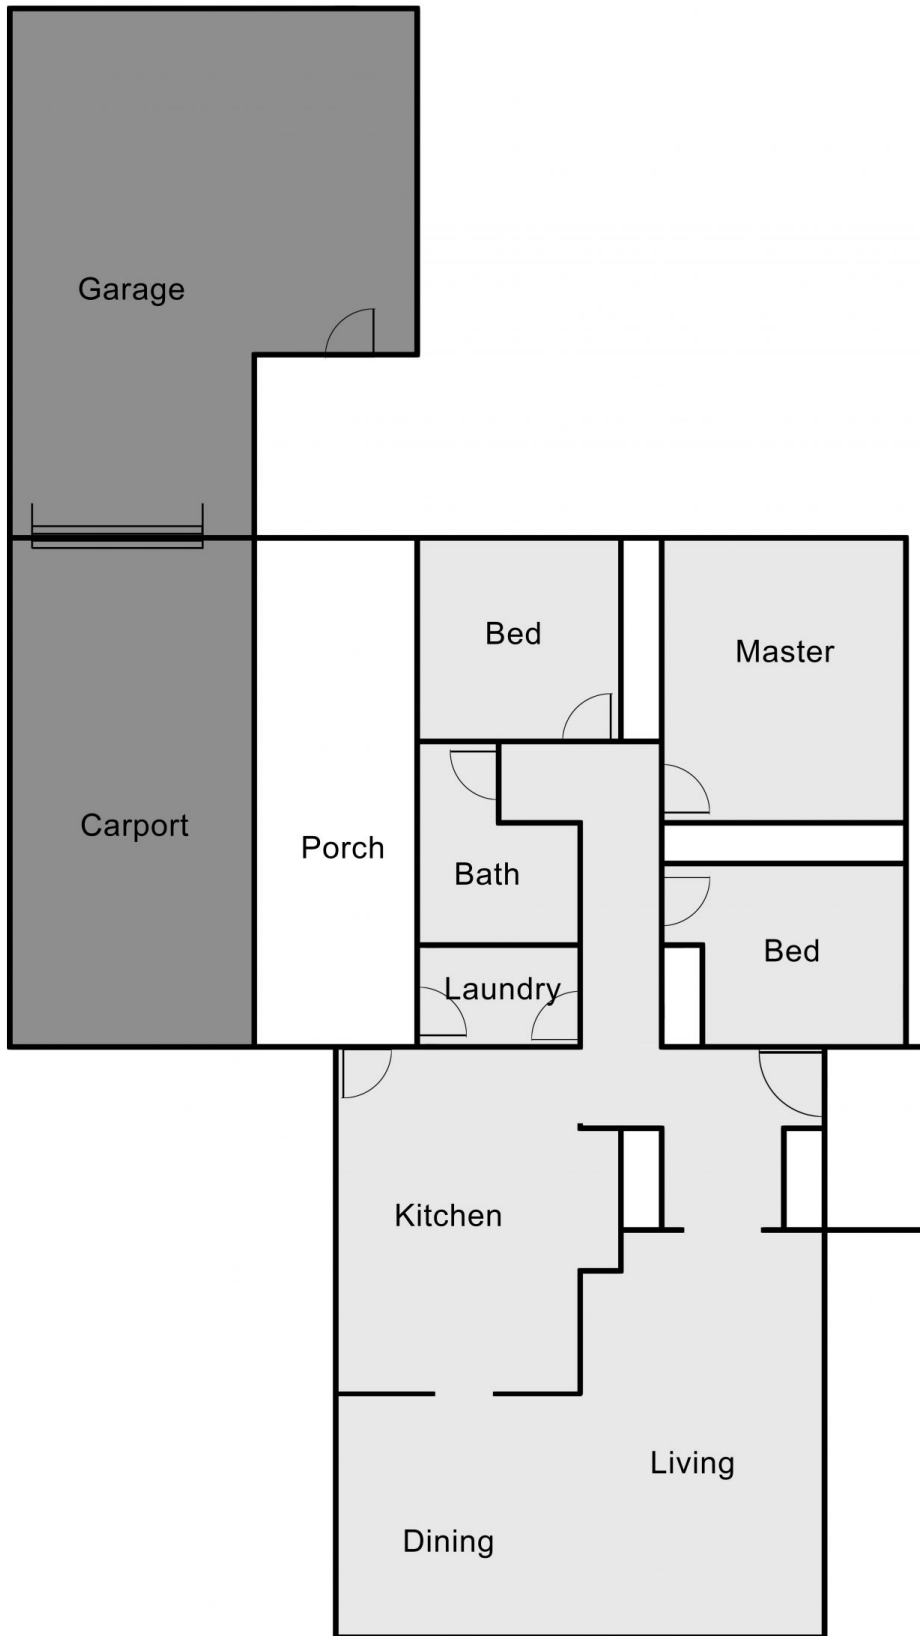 Garage
Bed
Master
Carport
Porch
Bath
Bed
Laundry
Kitchen
Living
Dining